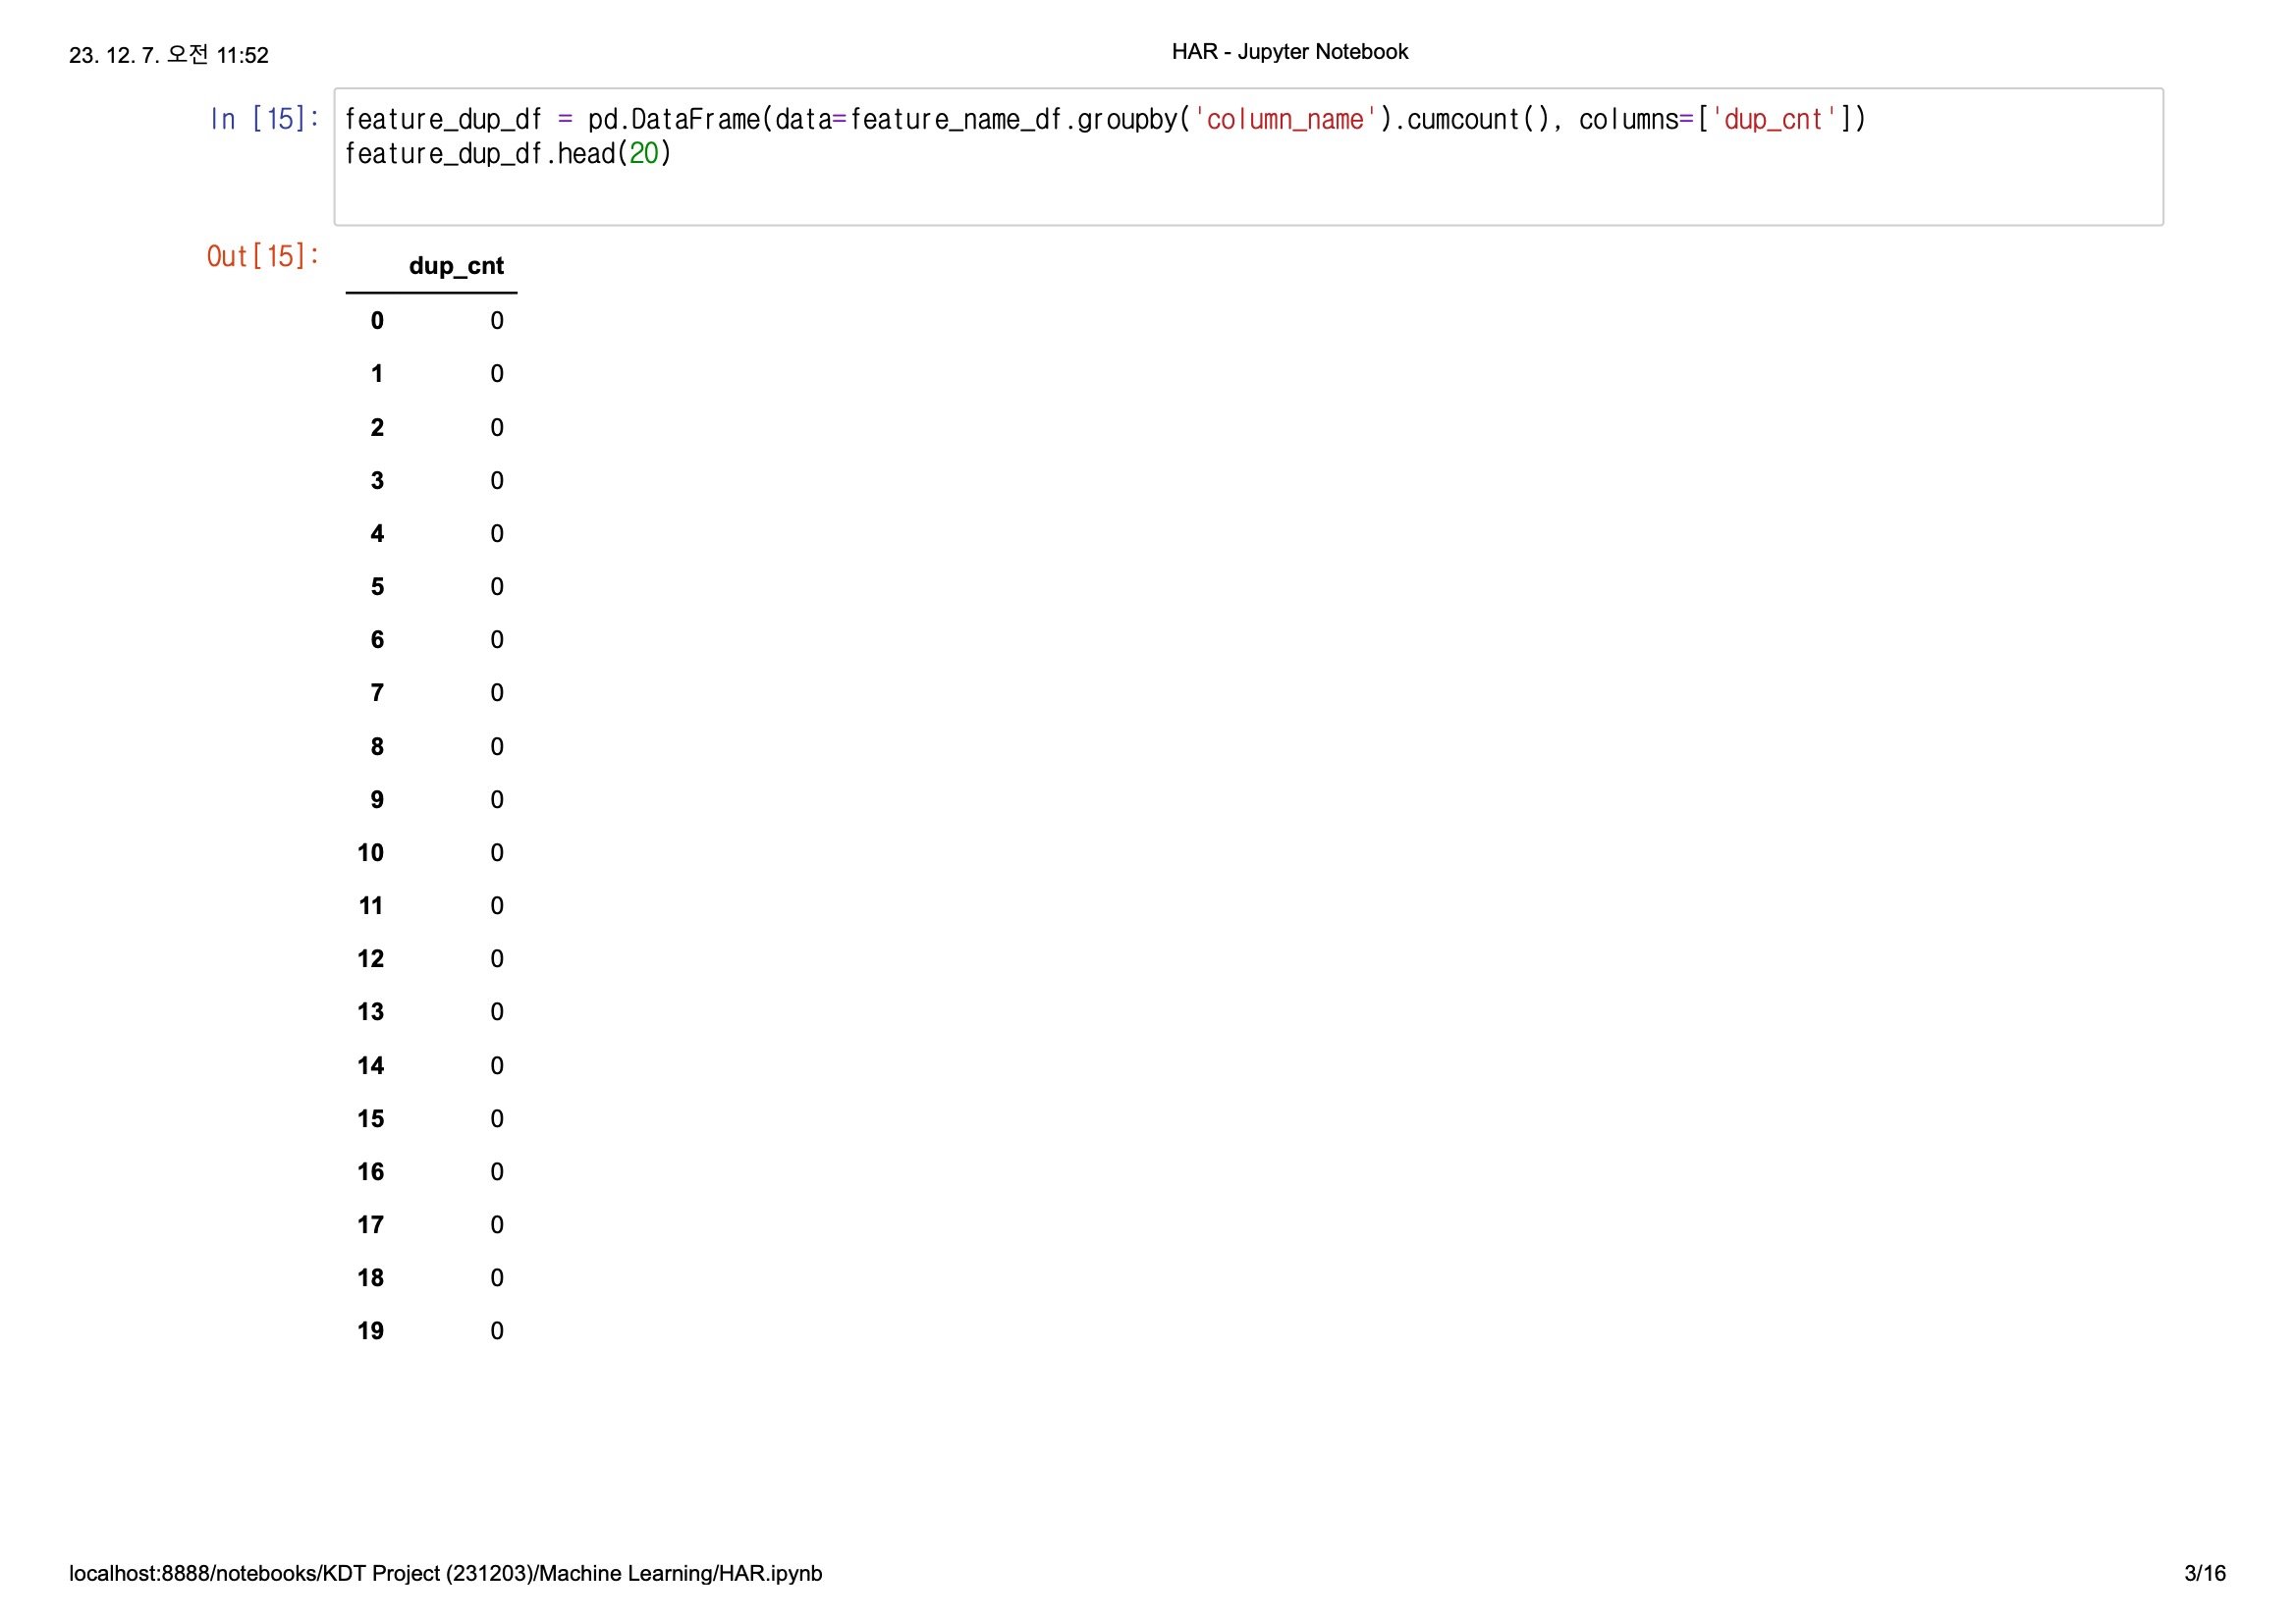 23. 12. 7. 오전 11:52
HAR - Jupyter Notebook
In [15]:
feature_dup_df = pd.DataFrame(data=feature_name_df.groupby('column_name').cumcount(), columns=['dup_cnt'])
feature_dup_df.head(20)
Out[15]:
dup_cnt
0 0
1 0
2 0
3 0
4 0
5 0
6 0
7 0
8 0
9 0
10 0
11 0
12 0
13 0
14 0
15 0
16 0
17 0
18 0
19 0
localhost:8888/notebooks/KDT Project (231203)/Machine Learning/HAR.ipynb
3/16